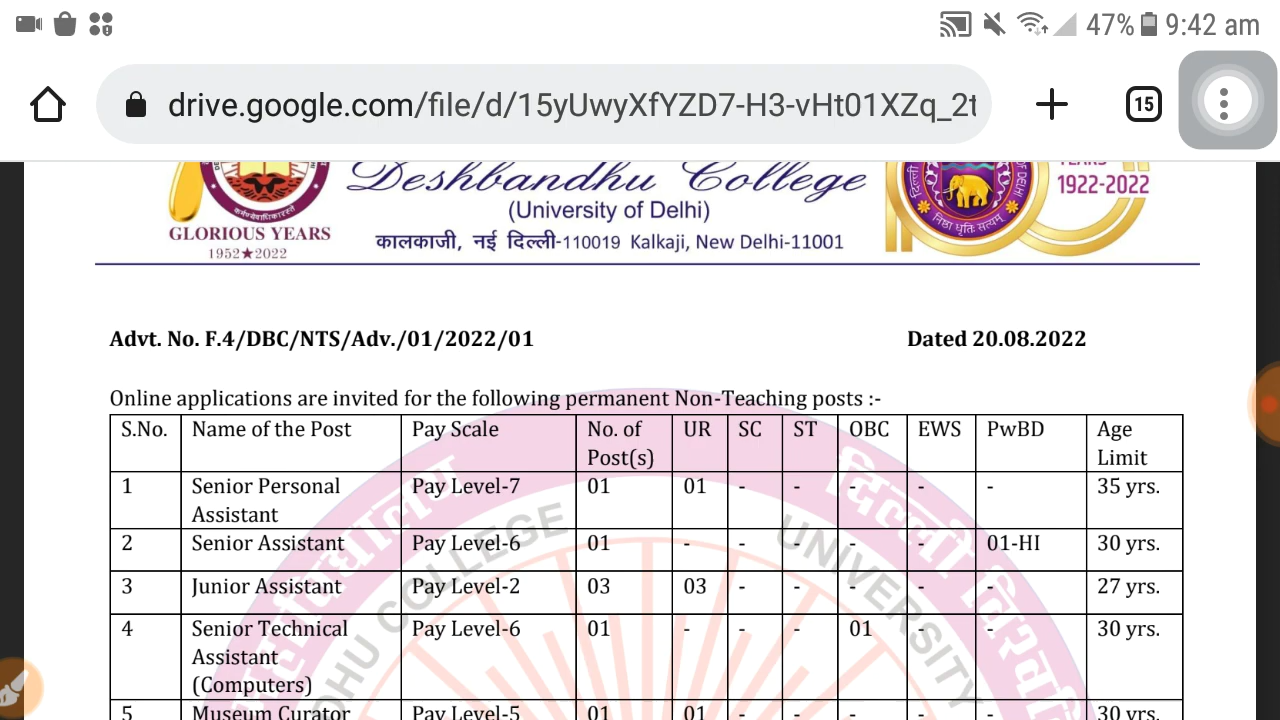 47% 9:42 am
drive.google.com/file/d/15yUwyXfYZD7-H3-vHt01XZq_2t
15
Deshbandhu College
(University of Delhi)
कालकाजी, नई दिल्ली-110019 Kalkaji, New Delhi-11001
GLORIOUS YEARS
1952★2022
YEARS
1922-2022
निष्ठा धृतिः सत्यम्
Advt. No. F.4/DBC/NTS/Adv./01/2022/01 Dated 20.08.2022
Online applications are invited for the following permanent Non-Teaching posts :-
S.No. Name of the Post Pay Scale No. of Post(s) UR SC ST OBC EWS PwBD Age Limit
1 Senior Personal Assistant Pay Level-7 01 01 - - - - - 35 yrs.
2 Senior Assistant Pay Level-6 01 - - - - - 01-HI 30 yrs.
3 Junior Assistant Pay Level-2 03 03 - - - - - 27 yrs.
4 Senior Technical Assistant (Computers) Pay Level-6 01 - - - 01 - - 30 yrs.
5 Museum Curator Pay Level-5 01 01 - - - - - 30 yrs.
DHU COLLEGE
UNIVERSITY